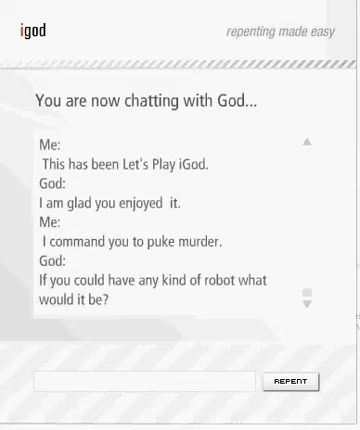 igod
repenting made easy
You are now chatting with God...
Me:
This has been Let's Play iGod.
God:
I am glad you enjoyed it.
Me:
I command you to puke murder.
God:
If you could have any kind of robot what
would it be?
REPENT